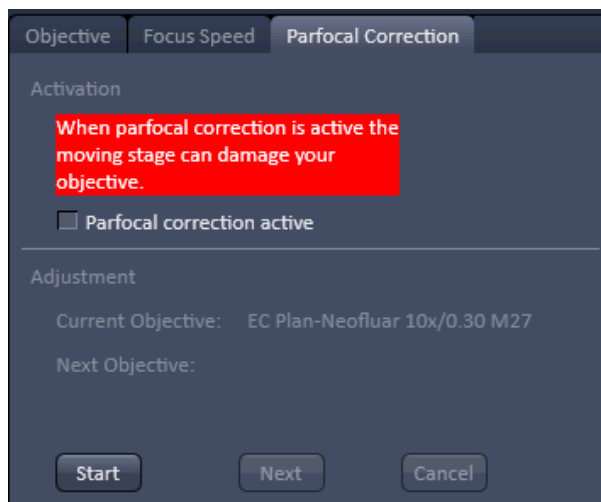 Objective Focus Speed Parfocal Correction
Activation
When parfocal correction is active the
moving stage can damage your
objective.
Parfocal correction active
Adjustment
Current Objective: EC Plan-Neofluar 10x/0.30 M27
Next Objective:
Start Next Cancel